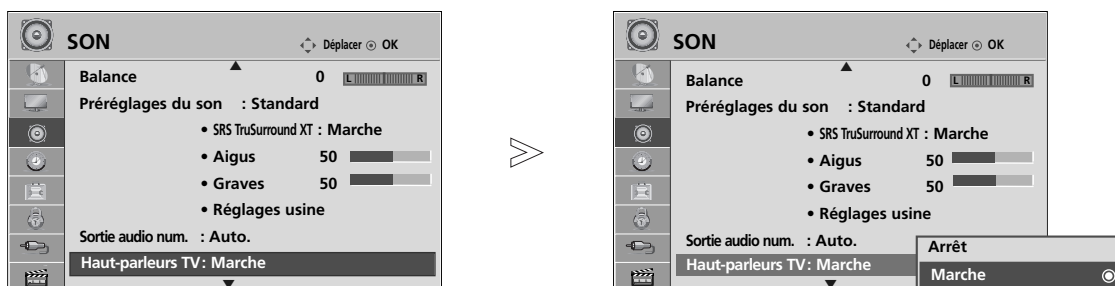 SON Déplacer OK
Balance 0 L R
Préréglages du son : Standard
• SRS TruSurround XT : Marche
• Aigus 50
• Graves 50
• Réglages usine
Sortie audio num. : Auto.
Haut-parleurs TV : Marche
SON Déplacer OK
Balance 0 L R
Préréglages du son : Standard
• SRS TruSurround XT : Marche
• Aigus 50
• Graves 50
• Réglages usine
Sortie audio num. : Auto.
Haut-parleurs TV : Marche
Arrêt
Marche